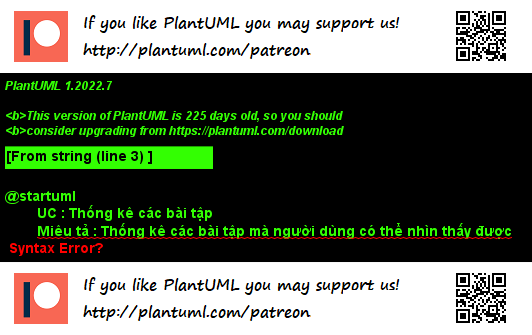 If you like PlantUML you may support us!
http://plantuml.com/patreon
PlantUML 1.2022.7
<b>This version of PlantUML is 225 days old, so you should
<b>consider upgrading from https://plantuml.com/download
[From string (line 3) ]
@startuml
UC : Thống kê các bài tập
Miêu tả : Thống kê các bài tập mà người dùng có thể nhìn thấy được
Syntax Error?
If you like PlantUML you may support us!
http://plantuml.com/patreon